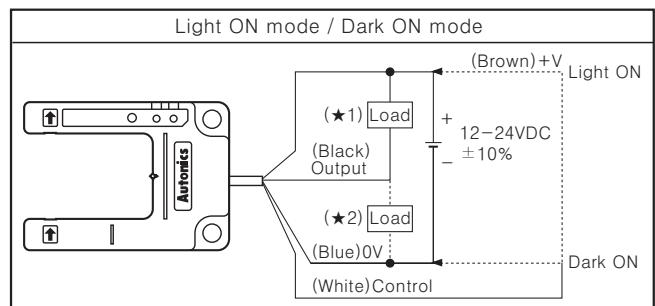 Light ON mode / Dark ON mode
(Brown)+V
Light ON
(★1) Load
+
12-24VDC
±10%
−
(Black)
Output
Autonics
(★2) Load
(Blue)0V
Dark ON
(White)Control